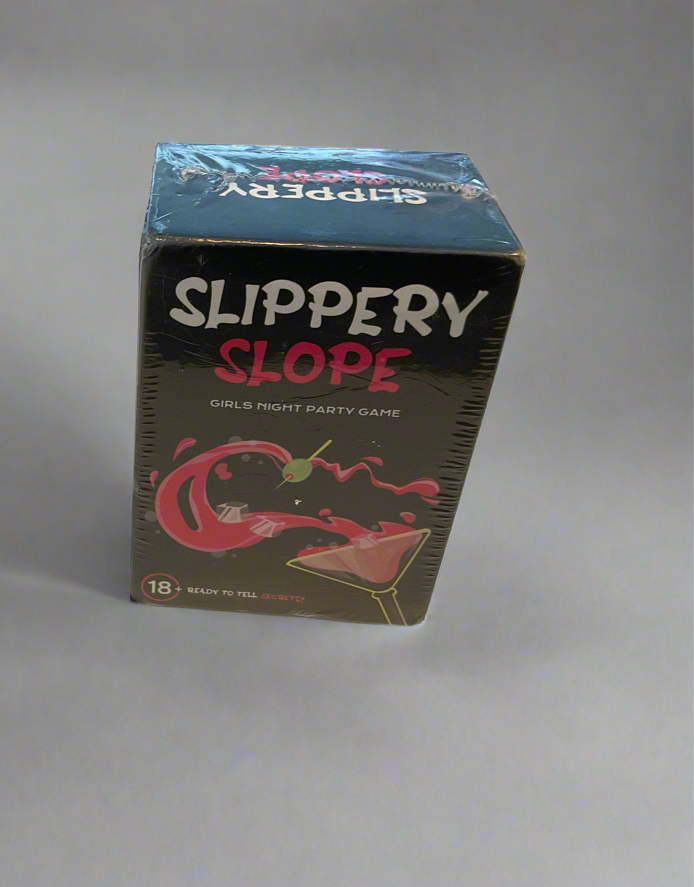 SLOPE
SLIPPERY
SLIPPERY
SLOPE
GIRLS NIGHT PARTY GAME
18+ READY TO TELL SECRETS?